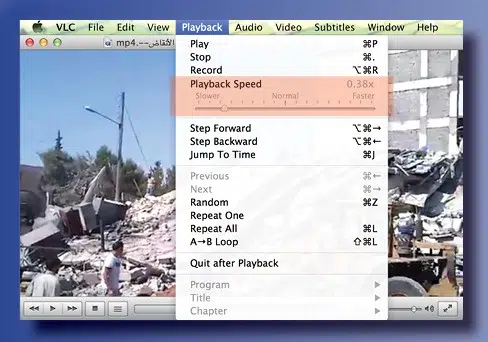 VLC File Edit View Playback Audio Video Subtitles Window Help
mp4.--الأنقاض
Play ⌘P
Stop ⌘.
Record ⌥⌘R
Playback Speed 0.38x
Slower Normal Faster
Step Forward ⌥⌘→
Step Backward ⌥⌘←
Jump To Time ⌘J
Previous ⌘←
Next ⌘→
Random ⌘Z
Repeat One
Repeat All ⌘L
A→B Loop ⇧⌘L
Quit after Playback
Program ▶
Title ▶
Chapter ▶